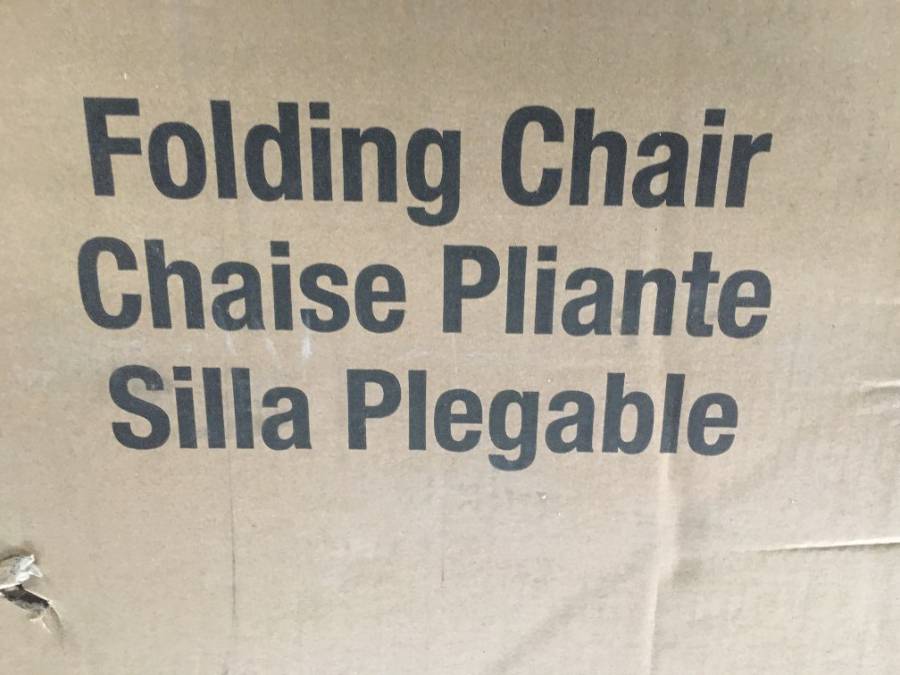 Folding Chair
Chaise Pliante
Silla Plegable